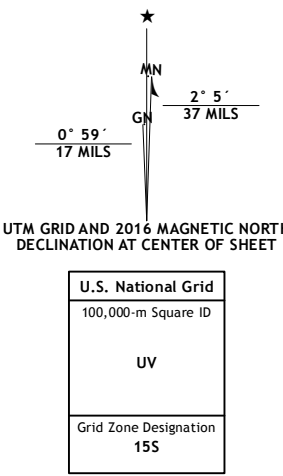 ★
MN
2° 5´
37 MILS
GN
0° 59´
17 MILS
UTM GRID AND 2016 MAGNETIC NORTH
DECLINATION AT CENTER OF SHEET
U.S. National Grid
100,000-m Square ID
UV
Grid Zone Designation
15S